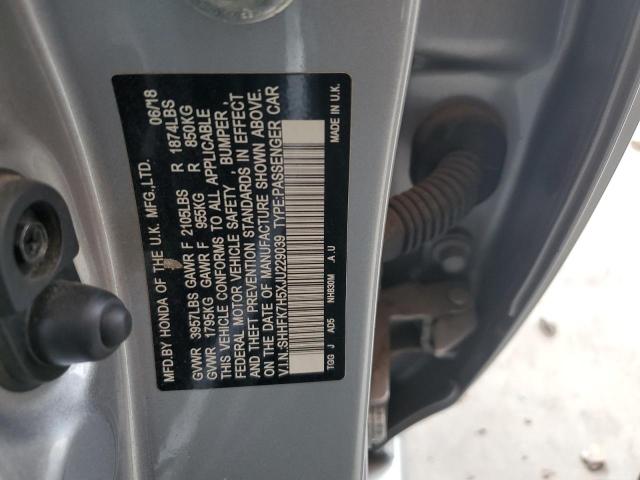 MFD.BY HONDA OF THE U.K. MFG.,LTD. 06/18
GVWR 3957LBS GAWR F 2105LBS R 1874LBS
GVWR 1795KG GAWR F 955KG R 850KG
THIS VEHICLE CONFORMS TO ALL APPLICABLE
FEDERAL MOTOR VEHICLE SAFETY , BUMPER ,
AND THEFT PREVENTION STANDARDS IN EFFECT
ON THE DATE OF MANUFACTURE SHOWN ABOVE.
V.I.N.:SHHFK7H5XJU229039 TYPE:PASSENGER CAR
TGG J AD5 NH830M A.U MADE IN U.K.